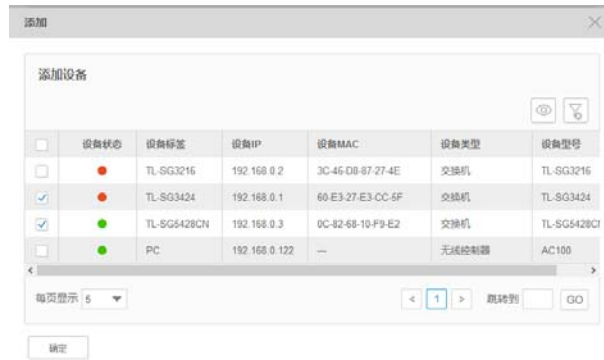 添加
添加设备
设备状态 设备标签 设备IP 设备MAC 设备类型 设备型号
TL-SG3216 192.168.0.2 3C-46-D8-87-27-4E 交换机 TL-SG3216
TL-SG3424 192.168.0.1 60-E3-27-E3-CC-5F 交换机 TL-SG3424
TL-SG5428CN 192.168.0.3 0C-82-68-10-F9-E2 交换机 TL-SG5428CN
PC 192.168.0.122 --- 无线控制器 AC100
每页显示 5 < 1 > 跳转到 GO
确定